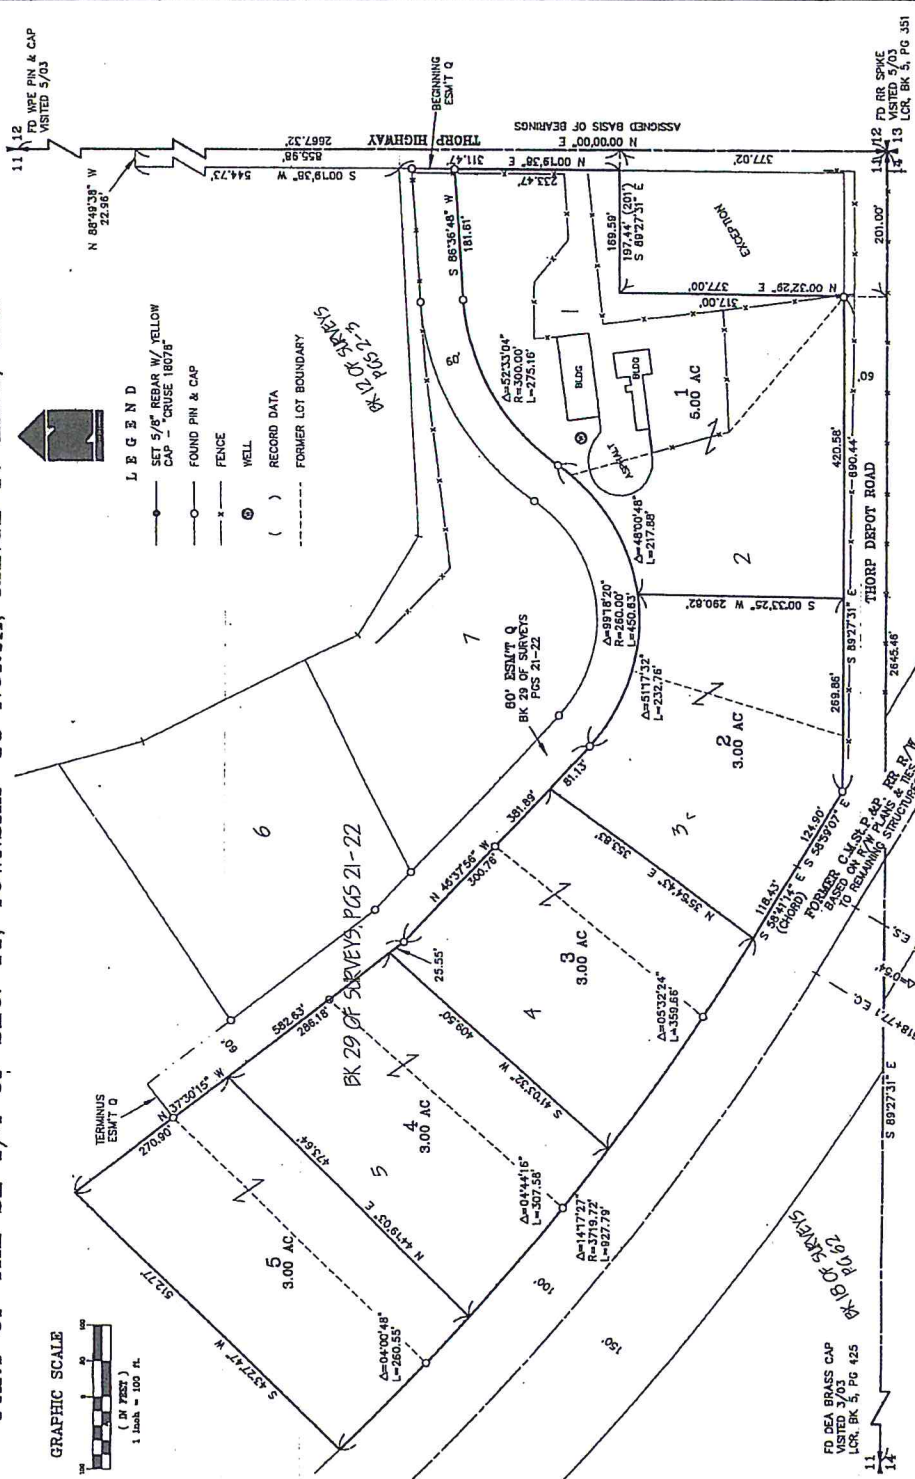 GRAPHIC SCALE
( IN FEET )
1 inch = 100 ft.
LEGEND
SET 5/8" REBAR W/ YELLOW
CAP - "CRUSE 18078"
FOUND PIN & CAP
FENCE
WELL
( ) RECORD DATA
FORMER LOT BOUNDARY
N 88°49'38" W
22.96'
11 12
FD WPE PIN & CAP
VISITED 5/03
BK 12 OF SURVEYS
PGS 2-3
544.73'
S 00°19'38" W
855.98'
2667.32'
THORP HIGHWAY
BEGINNING
ESM'T Q
311.47'
N 00°19'38" E
233.47'
N 00°00'00" E
ASSIGNED BASIS OF BEARINGS
377.02'
S 86°36'48" W
181.61'
169.59'
197.44' (201')
S 89°27'31" E
EXCEPTION
N 00°32'29" E
377.00'
317.00'
201.00'
11 12
14 13
FD RR SPIKE
VISITED 5/03
LCR, BK 5, PG 351
Δ=52°33'04"
R=300.00'
L=275.16'
BLDG
BLDG
ASPHALT
1
1
5.00 AC
60'
420.58'
890.44'
THORP DEPOT ROAD
Δ=48°00'48"
L=217.88'
2
S 00°33'25" W
290.82'
S 89°27'31" E
2645.46'
269.86'
Δ=99°18'20"
R=260.00'
L=450.63'
60' ESM'T Q
BK 29 OF SURVEYS
PGS 21-22
Δ=51°17'32"
L=232.76'
2
3.00 AC
7
6
81.13'
381.89'
N 46°37'56" W
300.76'
353.83'
N 35°54'43" E
3
124.90'
S 58°59'07" E
118.43'
S 58°41'14" E
(CHORD)
FORMER C.M.St.P.&P. RR R/W
BASED ON R/W PLANS & TIES
TO REMAINING STRUCTURES
BK 29 OF SURVEYS, PGS 21-22
25.55'
3
3.00 AC
4
409.50'
S 41°03'32" W
Δ=05°32'24"
L=359.66'
60'
582.63'
286.18'
N 37°30'15" W
270.90'
TERMINUS
ESM'T Q
4
3.00 AC
5
473.64'
N 44°19'03" E
Δ=04°44'16"
L=307.58'
Δ=14°17'27"
R=3719.72'
L=927.79'
5
3.00 AC
512.77'
S 43°27'47" W
Δ=04°00'48"
L=260.55'
100'
150'
BK 18 OF SURVEYS
PG 62
S 89°27'31" E
FD DEA BRASS CAP
VISITED 3/03
LCR, BK 5, PG 425
11
14